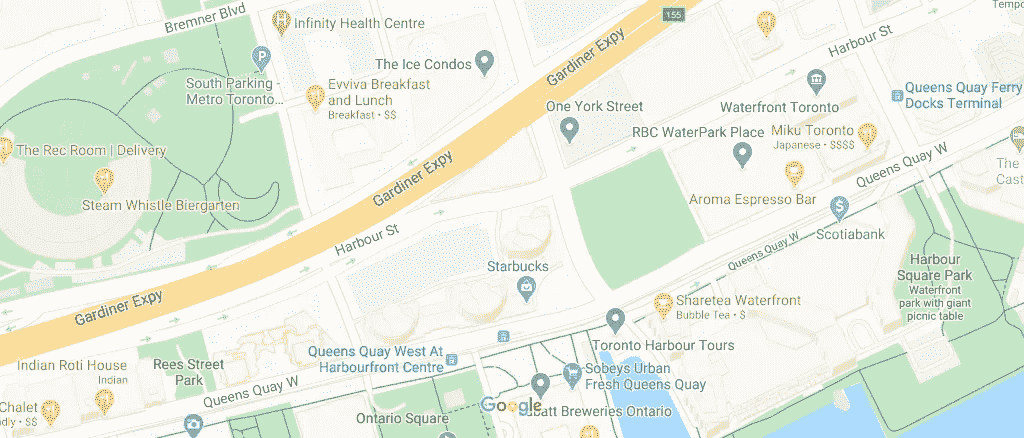 Bremner Blvd
Infinity Health Centre
155
Harbour St
South Parking -
Metro Toronto...
The Ice Condos
Gardiner Expy
Evviva Breakfast
and Lunch
Breakfast • $$
One York Street
Waterfront Toronto
Queens Quay Ferry
Docks Terminal
RBC WaterPark Place
Miku Toronto
Japanese • $$$$
The Rec Room | Delivery
Gardiner Expy
Queens Quay W
The
Cast
Steam Whistle Biergarten
Aroma Espresso Bar
Harbour St
Scotiabank
Queens Quay W
Starbucks
Harbour
Square Park
Waterfront
park with giant
picnic table
Gardiner Expy
Sharetea Waterfront
Bubble Tea • $
Toronto Harbour Tours
Queens Quay West At
Harbourfront Centre
Indian Roti House
Indian
Rees Street
Park
Sobeys Urban
Fresh Queens Quay
Queens Quay W
Chalet
dly • $$
Ontario Square
Google
batt Breweries Ontario